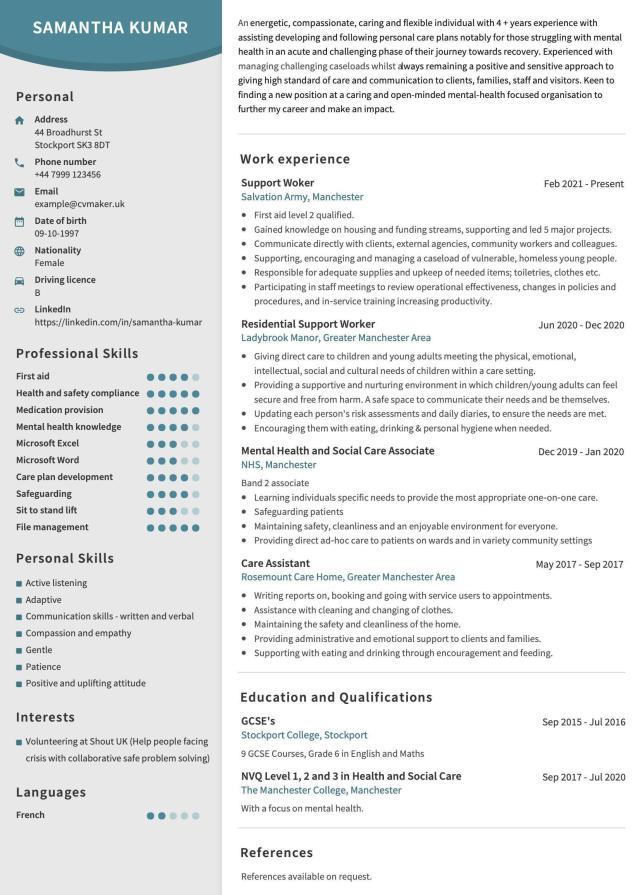 SAMANTHA KUMAR
Personal
Address
44 Broadhurst St
Stockport SK3 8DT
Phone number
+44 7999 123456
Email
example@cvmaker.uk
Date of birth
09-10-1997
Nationality
Female
Driving licence
B
LinkedIn
https://linkedin.com/in/samantha-kumar
Professional Skills
First aid
Health and safety compliance
Medication provision
Mental health knowledge
Microsoft Excel
Microsoft Word
Care plan development
Safeguarding
Sit to stand lift
File management
Personal Skills
Active listening
Adaptive
Communication skills - written and verbal
Compassion and empathy
Gentle
Patience
Positive and uplifting attitude
Interests
Volunteering at Shout UK (Help people facing
crisis with collaborative safe problem solving)
Languages
French
An energetic, compassionate, caring and flexible individual with 4 + years experience with
assisting developing and following personal care plans notably for those struggling with mental
health in an acute and challenging phase of their journey towards recovery. Experienced with
managing challenging caseloads whilst always remaining a positive and sensitive approach to
giving high standard of care and communication to clients, families, staff and visitors. Keen to
finding a new position at a caring and open-minded mental-health focused organisation to
further my career and make an impact.
Work experience
Support Woker Feb 2021 - Present
Salvation Army, Manchester
• First aid level 2 qualified.
• Gained knowledge on housing and funding streams, supporting and led 5 major projects.
• Communicate directly with clients, external agencies, community workers and colleagues.
• Supporting, encouraging and managing a caseload of vulnerable, homeless young people.
• Responsible for adequate supplies and upkeep of needed items; toiletries, clothes etc.
• Participating in staff meetings to review operational effectiveness, changes in policies and
procedures, and in-service training increasing productivity.
Residential Support Worker Jun 2020 - Dec 2020
Ladybrook Manor, Greater Manchester Area
• Giving direct care to children and young adults meeting the physical, emotional,
intellectual, social and cultural needs of children within a care setting.
• Providing a supportive and nurturing environment in which children/young adults can feel
secure and free from harm. A safe space to communicate their needs and be themselves.
• Updating each person's risk assessments and daily diaries, to ensure the needs are met.
• Encouraging them with eating, drinking & personal hygiene when needed.
Mental Health and Social Care Associate Dec 2019 - Jan 2020
NHS, Manchester
Band 2 associate
• Learning individuals specific needs to provide the most appropriate one-on-one care.
• Safeguarding patients
• Maintaining safety, cleanliness and an enjoyable environment for everyone.
• Providing direct ad-hoc care to patients on wards and in variety community settings
Care Assistant May 2017 - Sep 2017
Rosemount Care Home, Greater Manchester Area
• Writing reports on, booking and going with service users to appointments.
• Assistance with cleaning and changing of clothes.
• Maintaining the safety and cleanliness of the home.
• Providing administrative and emotional support to clients and families.
• Supporting with eating and drinking through encouragement and feeding.
Education and Qualifications
GCSE's Sep 2015 - Jul 2016
Stockport College, Stockport
9 GCSE Courses, Grade 6 in English and Maths
NVQ Level 1, 2 and 3 in Health and Social Care Sep 2017 - Jul 2020
The Manchester College, Manchester
With a focus on mental health.
References
References available on request.